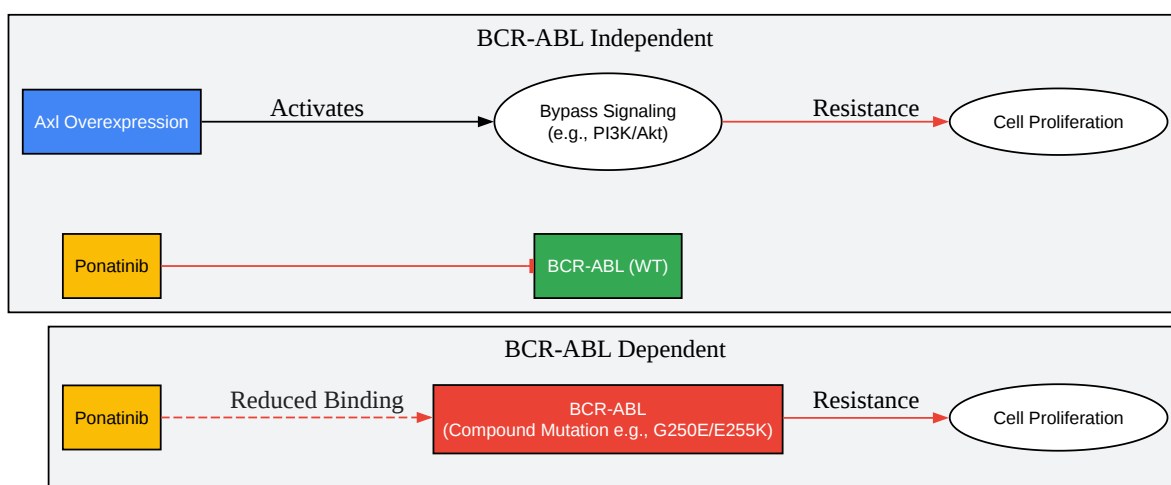 BCR-ABL Independent
Axl Overexpression
Activates
Bypass Signaling
(e.g., PI3K/Akt)
Resistance
Cell Proliferation
Ponatinib
BCR-ABL (WT)
BCR-ABL Dependent
Ponatinib
Reduced Binding
BCR-ABL
(Compound Mutation e.g., G250E/E255K)
Resistance
Cell Proliferation